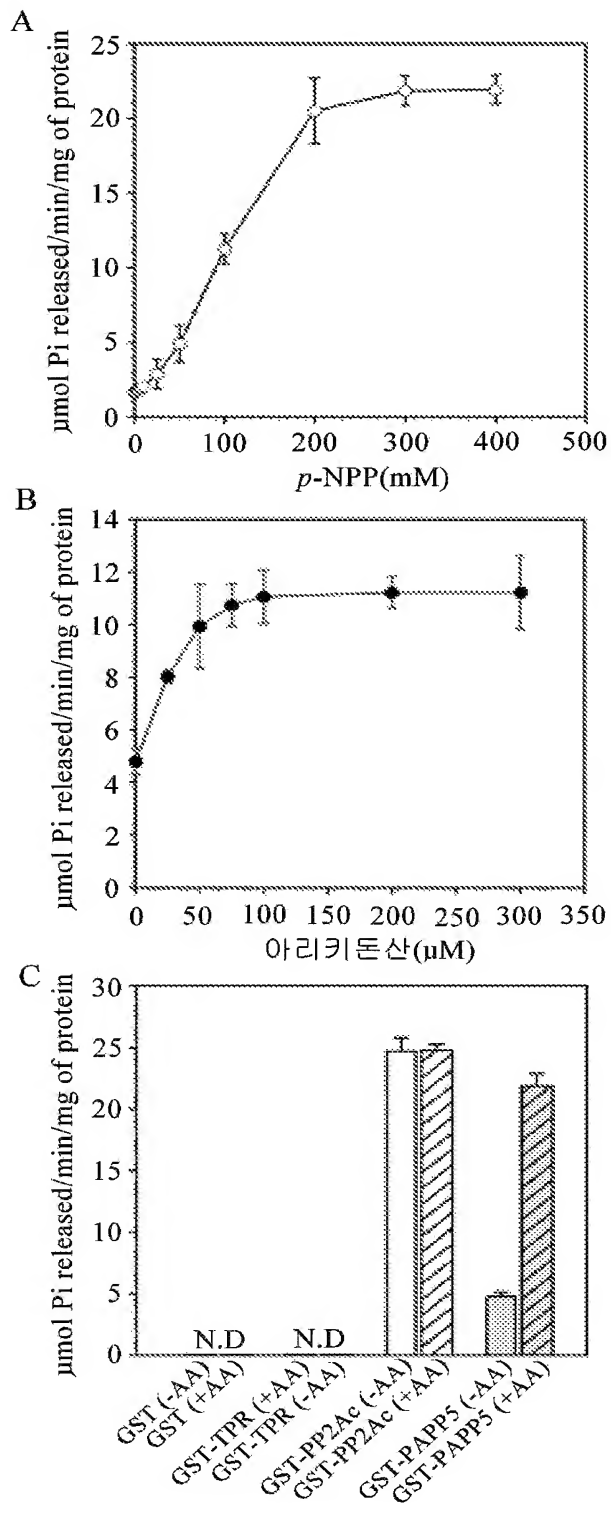 A
µmol Pi released/min/mg of protein
25
20
15
10
5
0
0 100 200 300 400 500
p-NPP(mM)
B
µmol Pi released/min/mg of protein
14
12
10
8
6
4
2
0
0 50 100 150 200 250 300 350
아리키돈산(µM)
C
µmol Pi released/min/mg of protein
30
25
20
15
10
5
0
N.D N.D
GST (-AA)
GST (+AA)
GST-TPR (+AA)
GST-TPR (-AA)
GST-PP2Ac (-AA)
GST-PP2Ac (+AA)
GST-PAPP5 (-AA)
GST-PAPP5 (+AA)